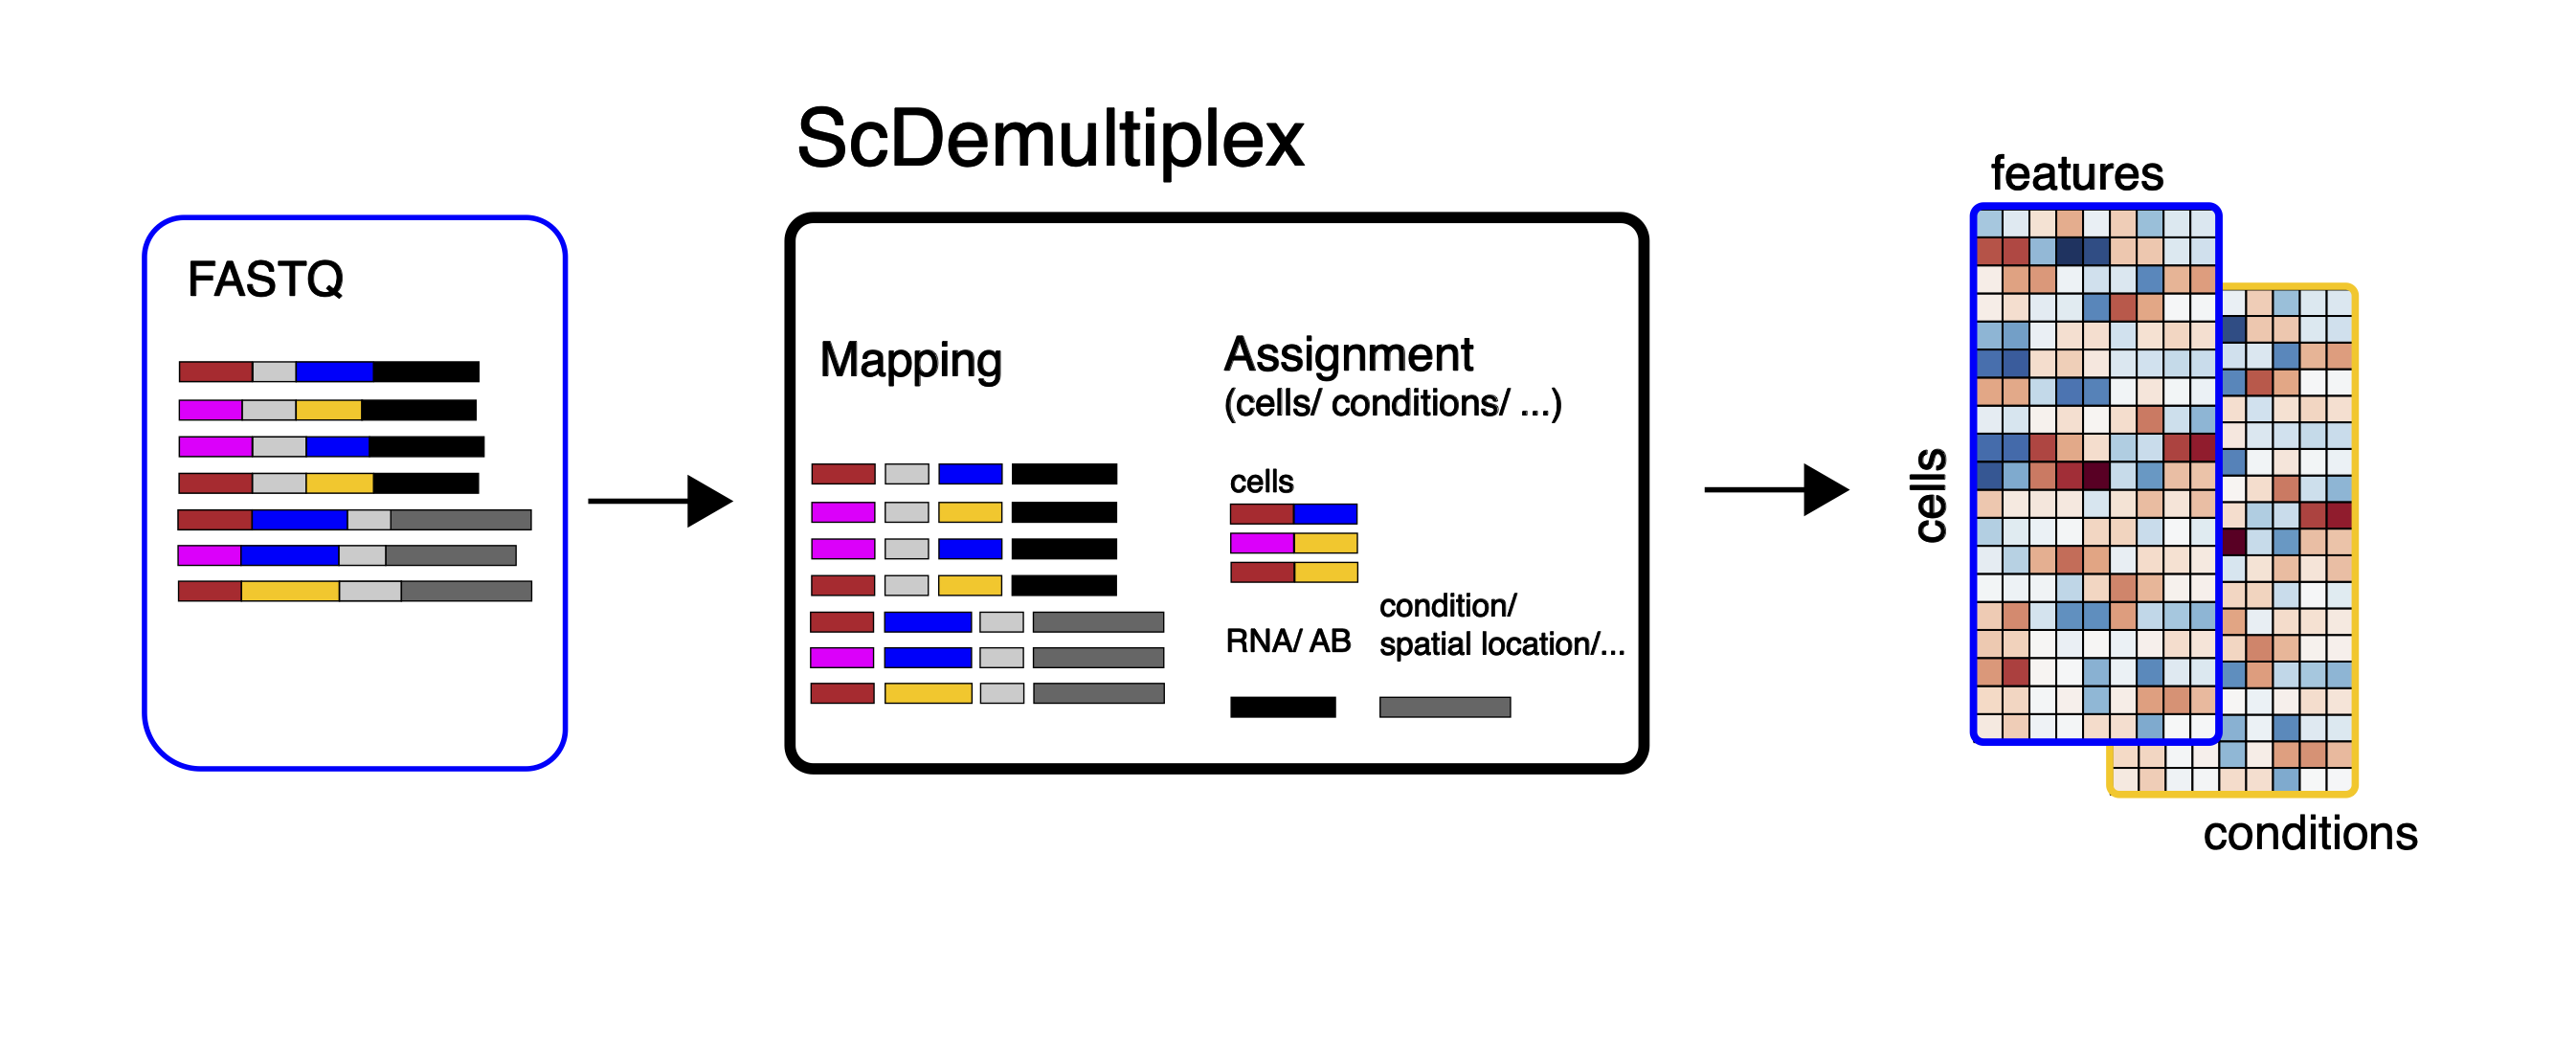 ScDemultiplex
FASTQ
Mapping
Assignment
(cells/ conditions/ ...)
cells
RNA/ AB
condition/
spatial location/...
features
cells
conditions